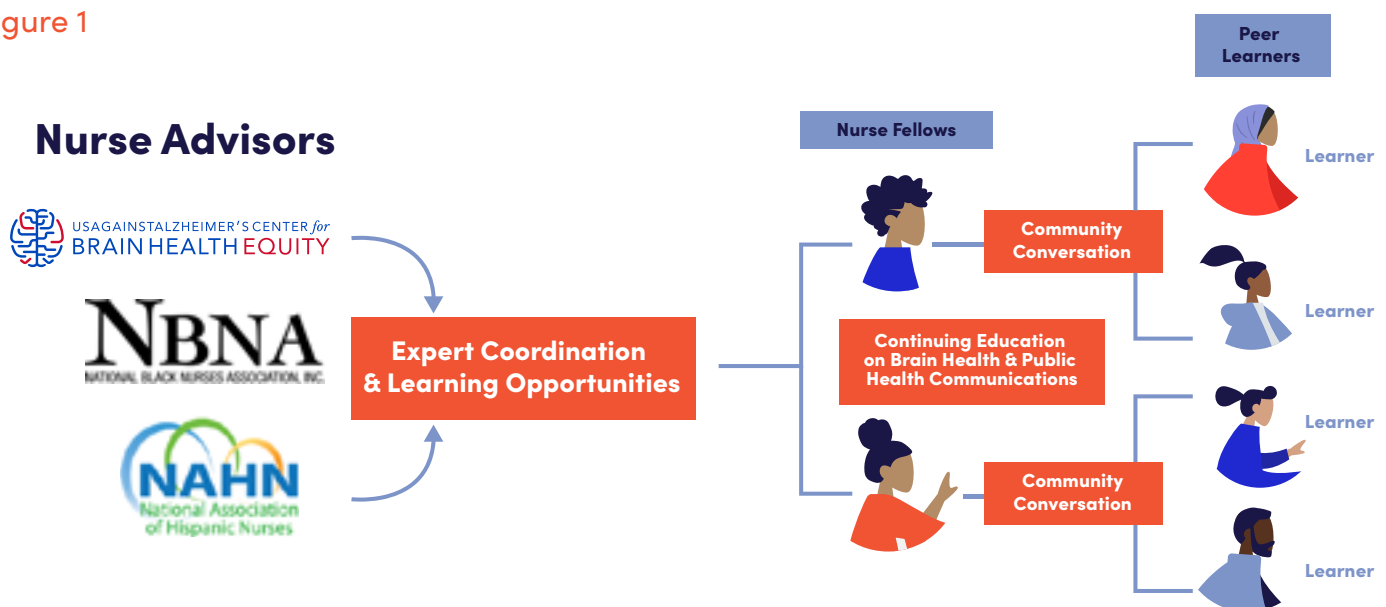 gure 1
Nurse Advisors
USAGAINSTALZHEIMER'S CENTER for
BRAIN HEALTH EQUITY
NBNA
NATIONAL BLACK NURSES ASSOCIATION, INC.
NAHN
National Association
of Hispanic Nurses
Expert Coordination
& Learning Opportunities
Nurse Fellows
Community
Conversation
Continuing Education
on Brain Health & Public
Health Communications
Community
Conversation
Peer
Learners
Learner
Learner
Learner
Learner